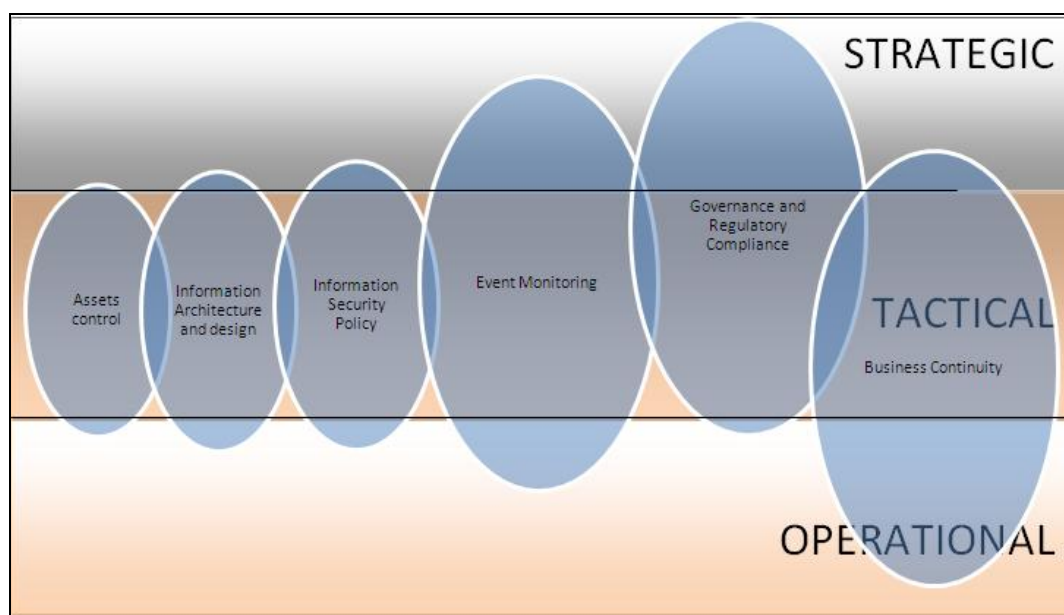 STRATEGIC
Assets
control
Information
Architecture
and design
Information
Security
Policy
Event Monitoring
Governance and
Regulatory
Compliance
TACTICAL
Business Continuity
OPERATIONAL